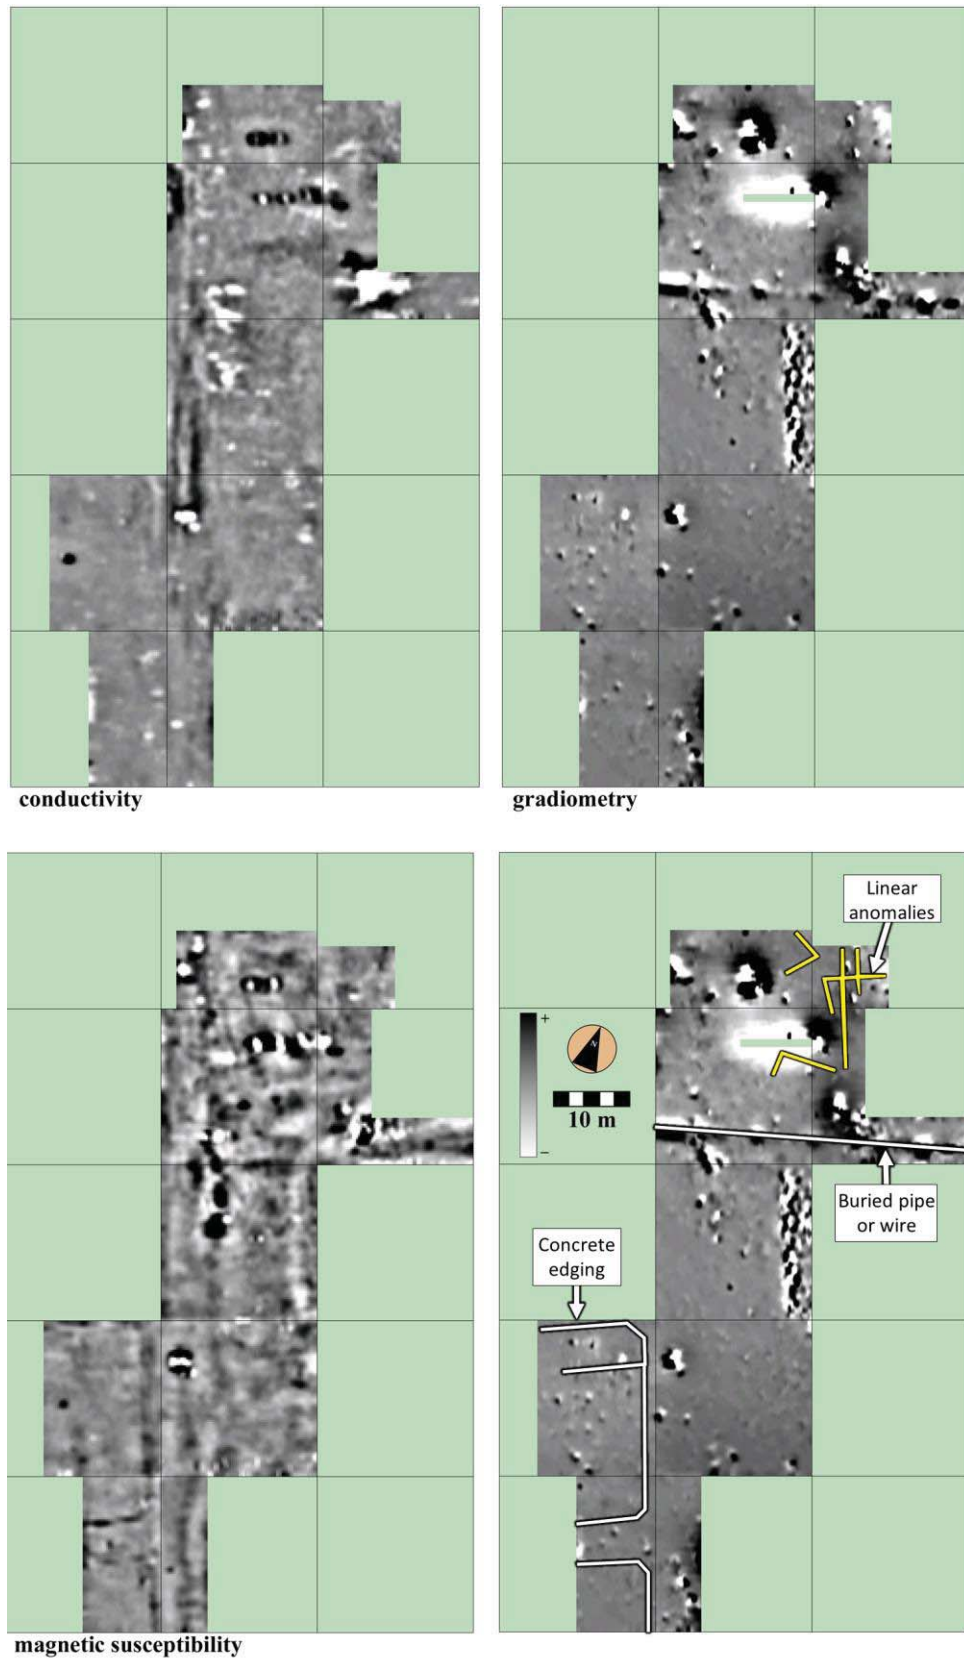 conductivity
gradiometry
Linear
anomalies
+
N
10 m
−
Buried pipe
or wire
Concrete
edging
magnetic susceptibility